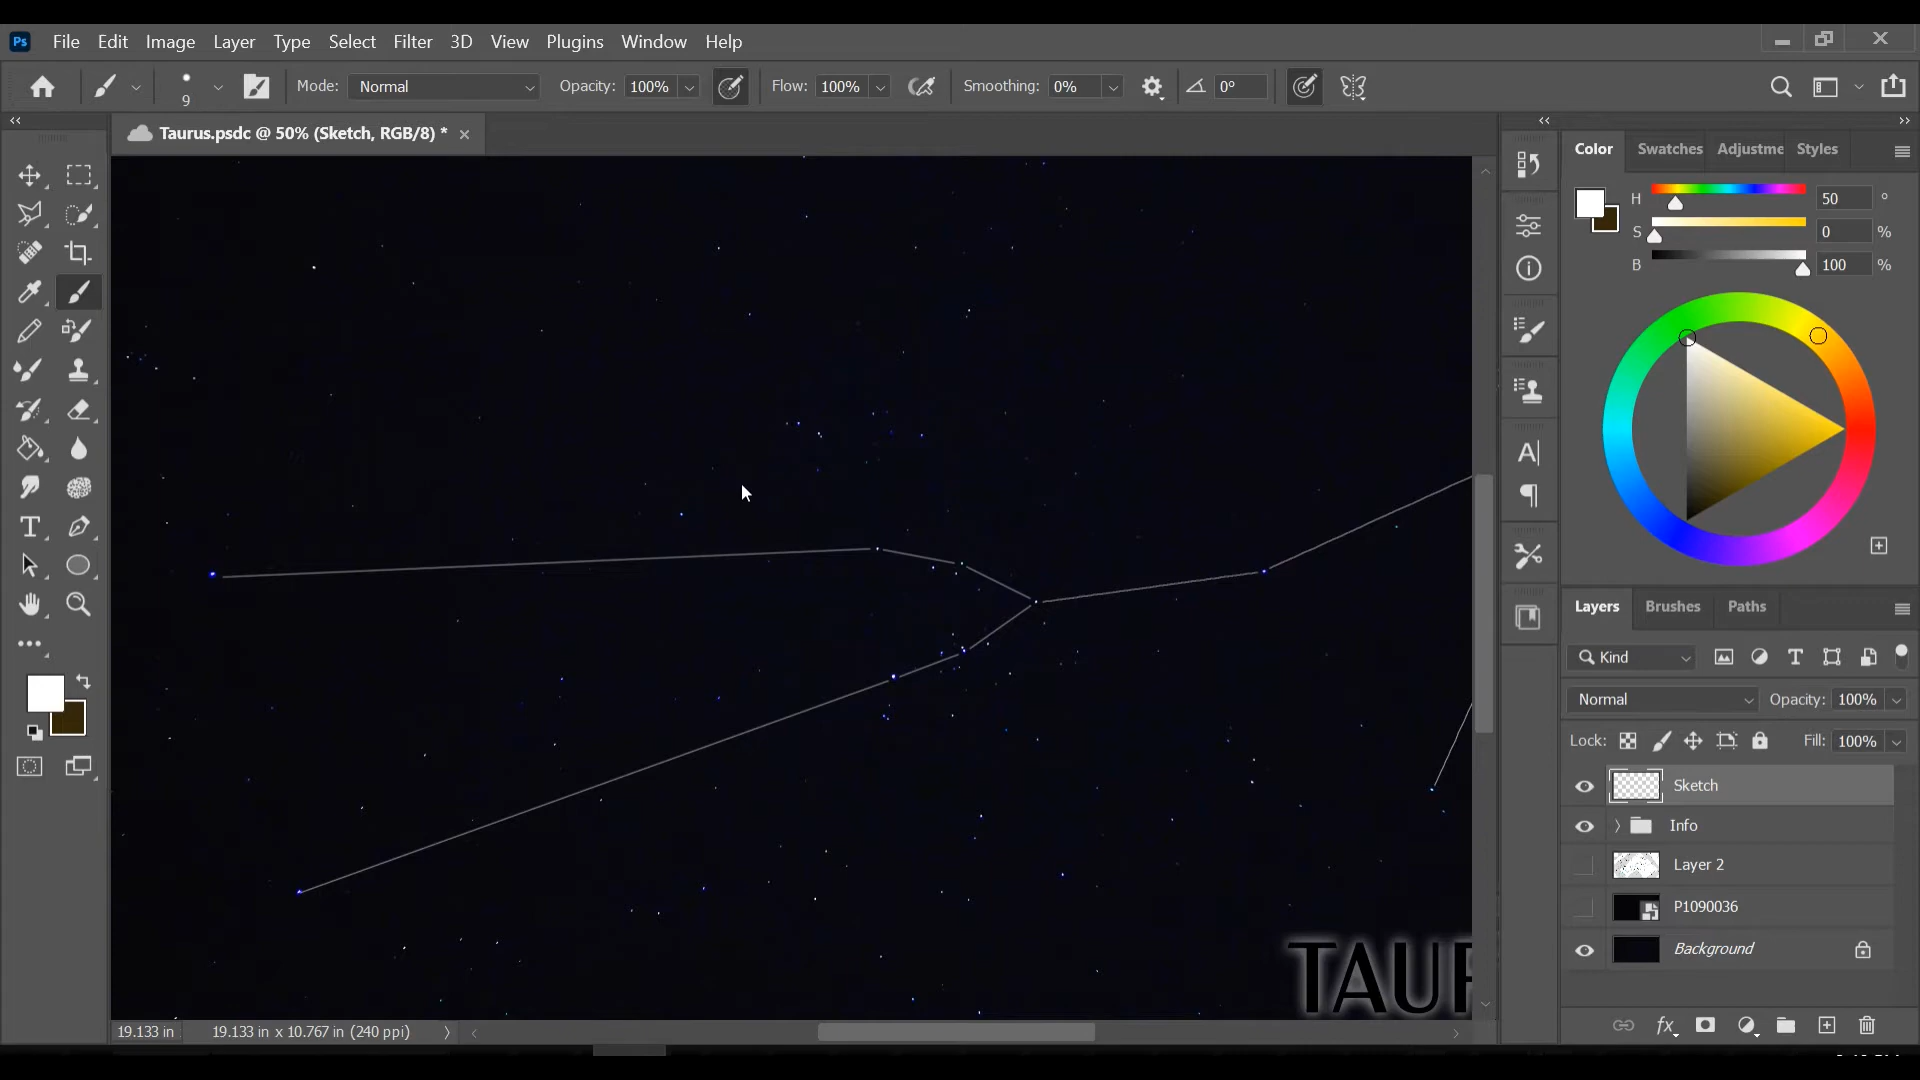 Ps File Edit Image Layer Type Select Filter 3D View Plugins Window Help
9 Mode: Normal Opacity: 100% Flow: 100% Smoothing: 0% 0°
Taurus.psdc @ 50% (Sketch, RGB/8) *
Color Swatches Adjustme Styles
H 50 °
S 0 %
B 100 %
Layers Brushes Paths
Kind
Normal Opacity: 100%
Lock: Fill: 100%
Sketch
Info
Layer 2
P1090036
Background
TAUR
19.133 in 19.133 in x 10.767 in (240 ppi)